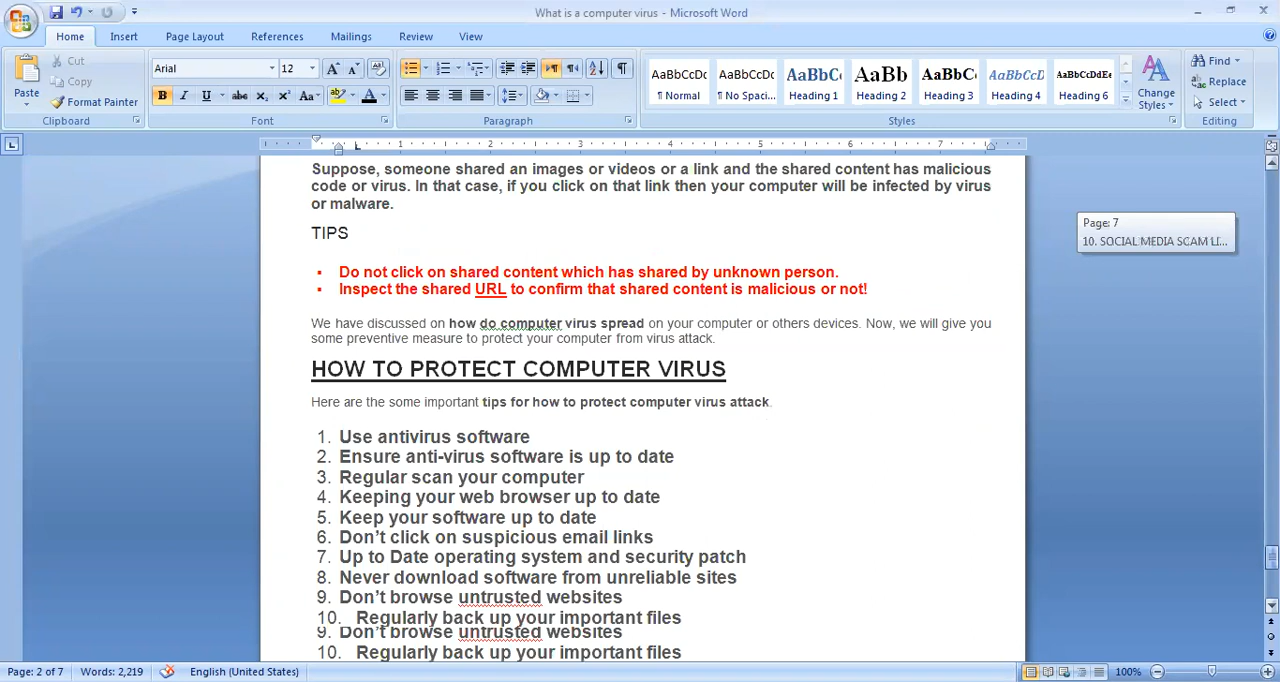 What is a computer virus - Microsoft Word
Home Insert Page Layout References Mailings Review View
Paste
Cut
Copy
Format Painter
Clipboard
Arial 12
Font
Paragraph
AaBbCcDc AaBbCcDc AaBbC AaBb AaBbC AaBbCcD AaBbCcDdEe
¶ Normal ¶ No Spaci... Heading 1 Heading 2 Heading 3 Heading 4 Heading 6
Change Styles
Styles
Find
Replace
Select
Editing
1 2 3 4 5 6 7
Suppose, someone shared an images or videos or a link and the shared content has malicious
code or virus. In that case, if you click on that link then your computer will be infected by virus
or malware.
TIPS
▪ Do not click on shared content which has shared by unknown person.
▪ Inspect the shared URL to confirm that shared content is malicious or not!
We have discussed on how do computer virus spread on your computer or others devices. Now, we will give you
some preventive measure to protect your computer from virus attack.
HOW TO PROTECT COMPUTER VIRUS
Here are the some important tips for how to protect computer virus attack.
1. Use antivirus software
2. Ensure anti-virus software is up to date
3. Regular scan your computer
4. Keeping your web browser up to date
5. Keep your software up to date
6. Don't click on suspicious email links
7. Up to Date operating system and security patch
8. Never download software from unreliable sites
9. Don't browse untrusted websites
10. Regularly back up your important files
9. Don't browse untrusted websites
10. Regularly back up your important files
Page: 7
10. SOCIAL MEDIA SCAM LI...
Page: 2 of 7 Words: 2,219 English (United States) 100%